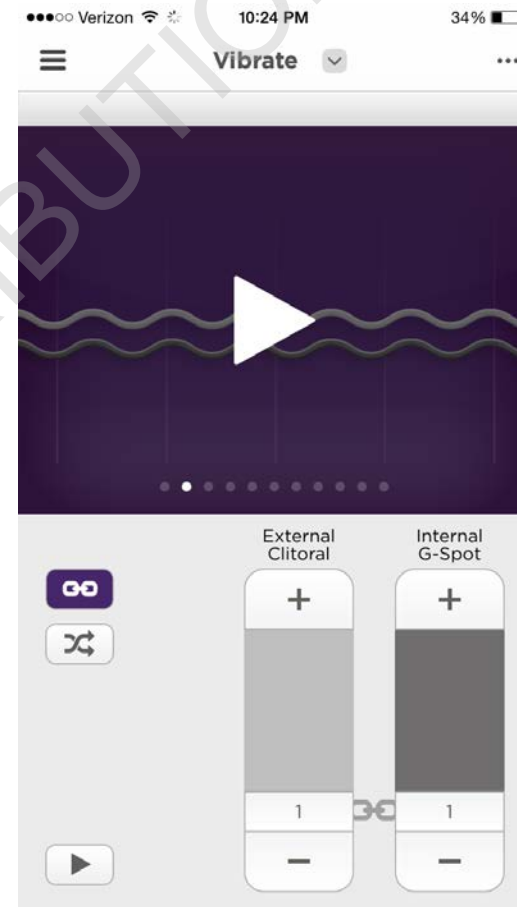 Verizon 10:24 PM 34%
Vibrate
External Clitoral
Internal G-Spot
1 1